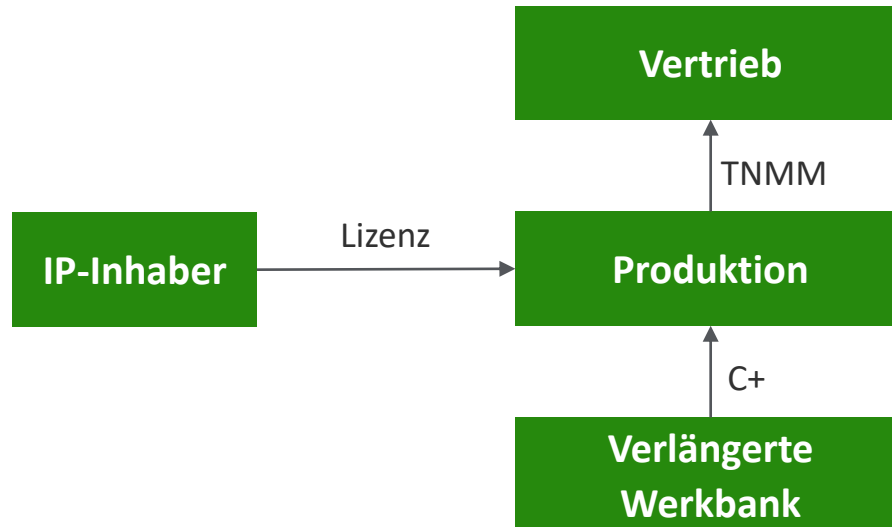 Vertrieb
TNMM
IP-Inhaber
Lizenz
Produktion
C+
Verlängerte
Werkbank